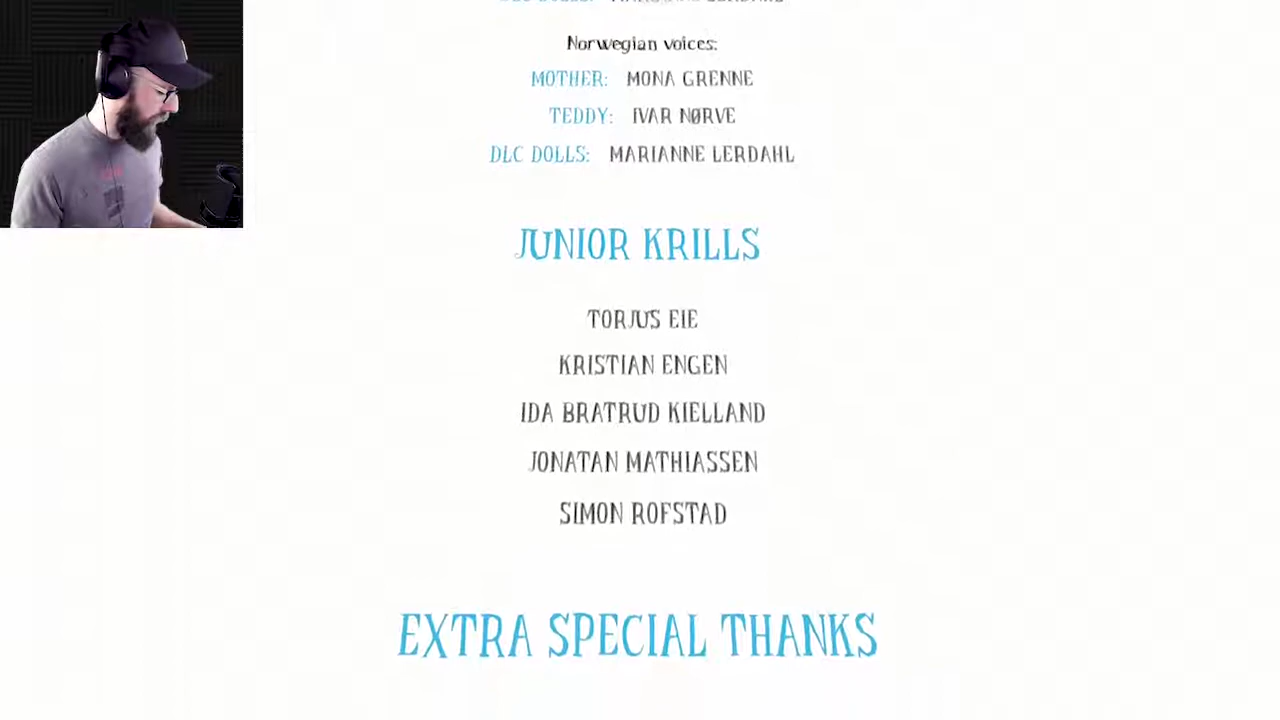 Norwegian voices:
MOTHER: MONA GRENNE
TEDDY: IVAR NØRVE
DLC DOLLS: MARIANNE LERDAHL
JUNIOR KRILLS
TORJUS EIE
KRISTIAN ENGEN
IDA BRATRUD KIELLAND
JONATAN MATHIASSEN
SIMON ROFSTAD
EXTRA SPECIAL THANKS